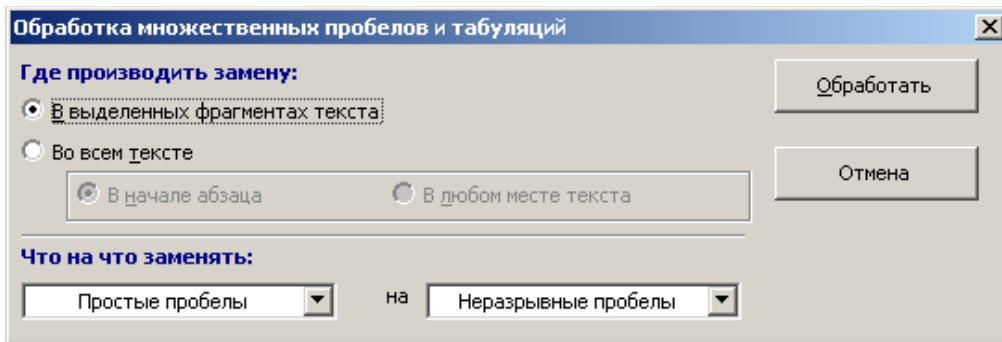 Обработка множественных пробелов и табуляций
Где производить замену:
Обработать
В выделенных фрагментах текста
Во всем тексте
Отмена
В начале абзаца В любом месте текста
Что на что заменять:
Простые пробелы на Неразрывные пробелы